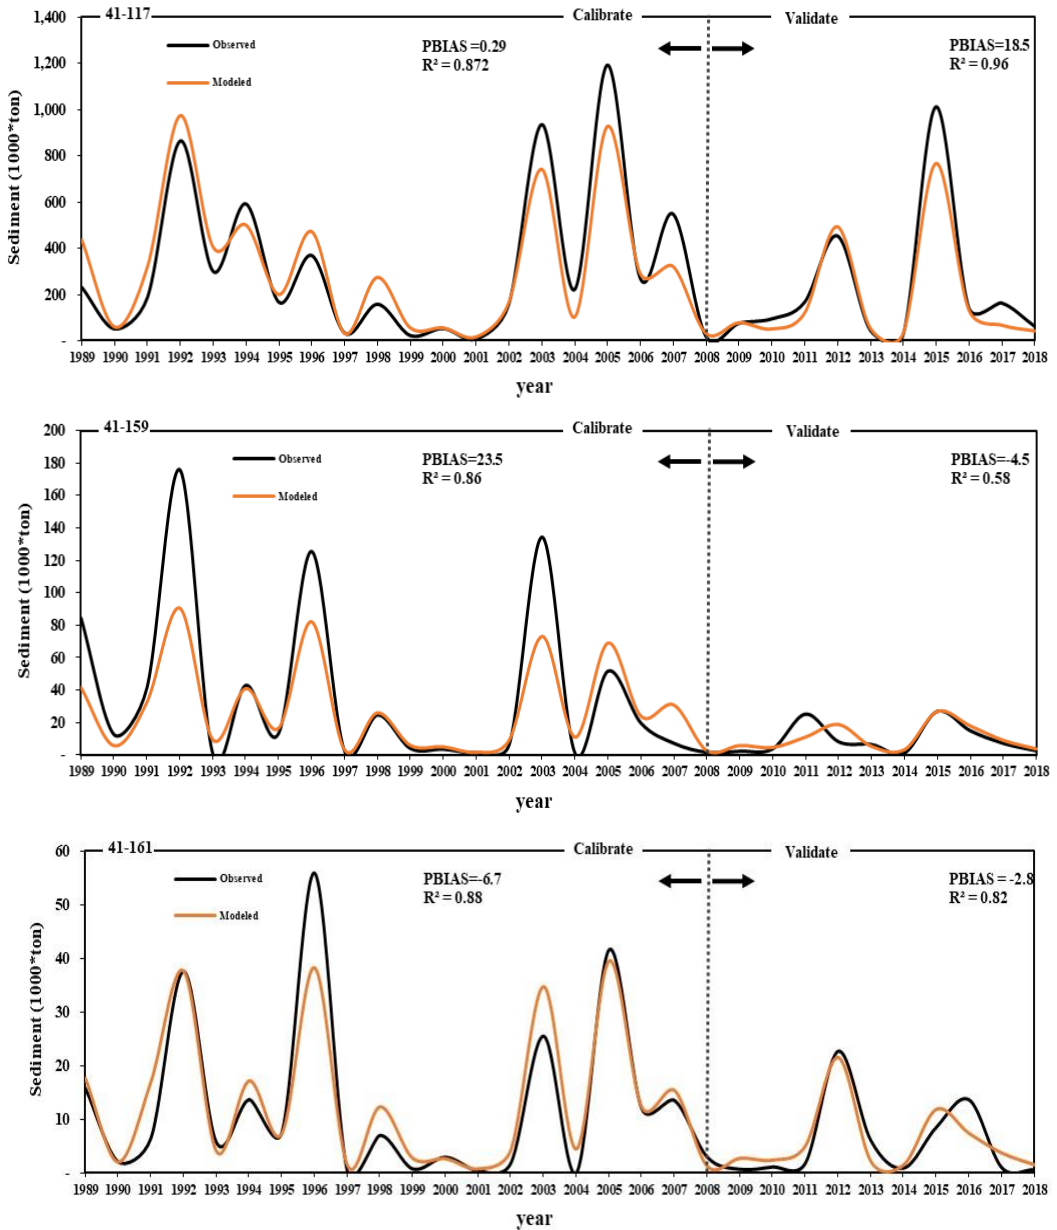 41-117
Calibrate
Validate
Observed
Modeled
PBIAS =0.29
R² = 0.872
PBIAS=18.5
R² = 0.96
Sediment (1000*ton)
1,400
1,200
1,000
800
600
400
200
-
1989 1990 1991 1992 1993 1994 1995 1996 1997 1998 1999 2000 2001 2002 2003 2004 2005 2006 2007 2008 2009 2010 2011 2012 2013 2014 2015 2016 2017 2018
year
41-159
Calibrate
Validate
Observed
Modeled
PBIAS=23.5
R² = 0.86
PBIAS=-4.5
R² = 0.58
Sediment (1000*ton)
200
180
160
140
120
100
80
60
40
20
-
1989 1990 1991 1992 1993 1994 1995 1996 1997 1998 1999 2000 2001 2002 2003 2004 2005 2006 2007 2008 2009 2010 2011 2012 2013 2014 2015 2016 2017 2018
year
41-161
Calibrate
Validate
Observed
Modeled
PBIAS=-6.7
R² = 0.88
PBIAS = -2.8
R² = 0.82
Sediment (1000*ton)
60
50
40
30
20
10
-
1989 1990 1991 1992 1993 1994 1995 1996 1997 1998 1999 2000 2001 2002 2003 2004 2005 2006 2007 2008 2009 2010 2011 2012 2013 2014 2015 2016 2017 2018
year